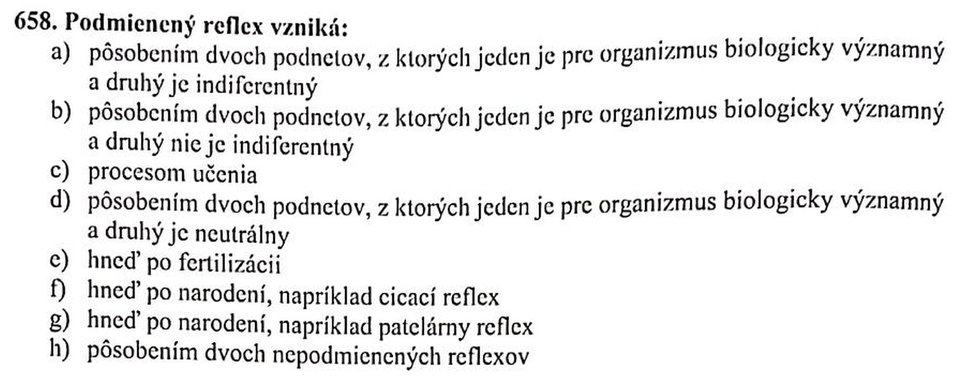 658. Podmienený reflex vzniká:
a) pôsobením dvoch podnetov, z ktorých jeden je pre organizmus biologicky významný
a druhý je indiferentný
b) pôsobením dvoch podnetov, z ktorých jeden je pre organizmus biologicky významný
a druhý nie je indiferentný
c) procesom učenia
d) pôsobením dvoch podnetov, z ktorých jeden je pre organizmus biologicky významný
a druhý je neutrálny
e) hneď po fertilizácii
f) hneď po narodení, napríklad cicací reflex
g) hneď po narodení, napríklad patelárny reflex
h) pôsobením dvoch nepodmienených reflexov